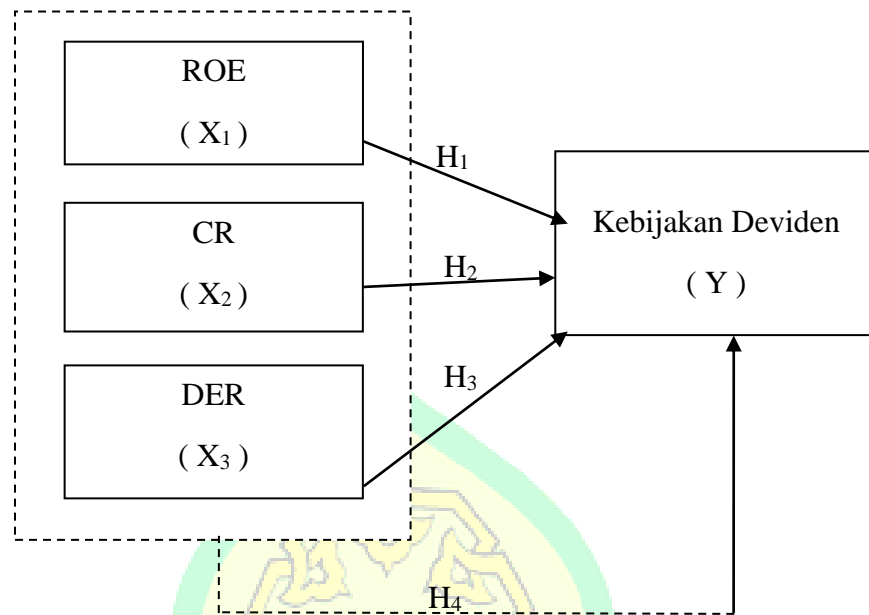 ROE
( X₁ )
H₁
CR
( X₂ )
H₂
DER
( X₃ )
H₃
Kebijakan Deviden
( Y )
H₄